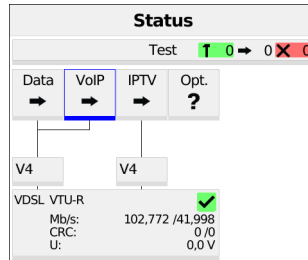 Status
Test 0 0 0
Data VoIP IPTV Opt.
?
V4 V4
VDSL VTU-R
Mb/s: 102,772 /41,998
CRC: 0 /0
U: 0,0 V